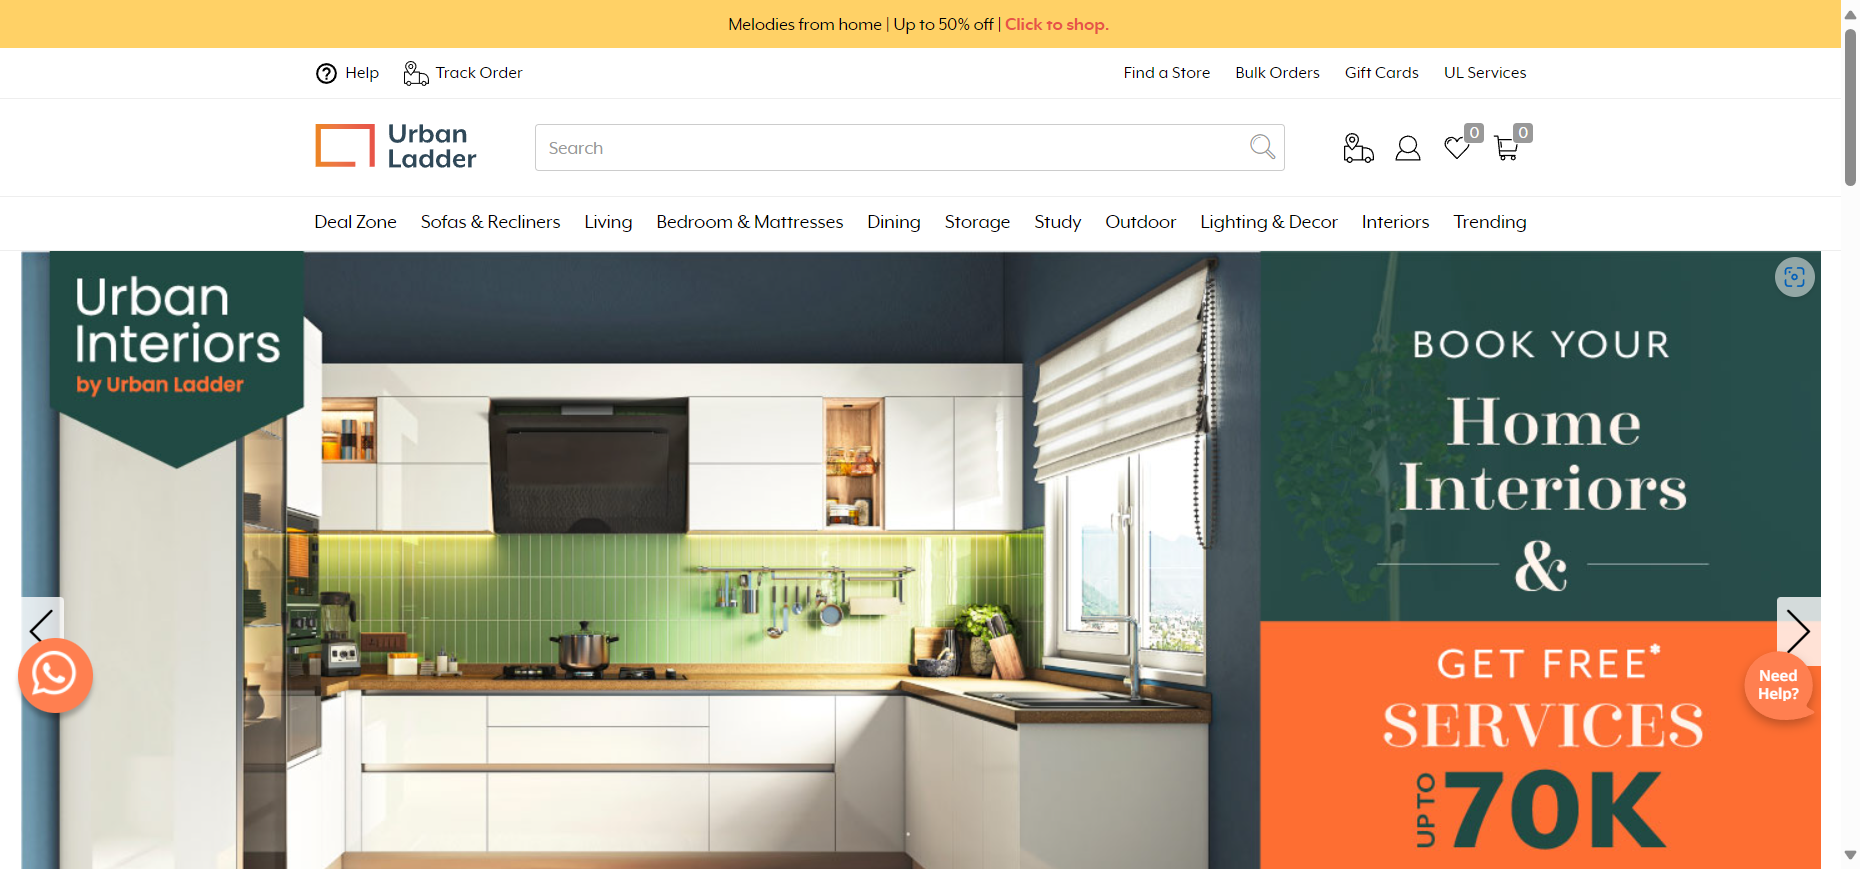 Melodies from home | Up to 50% off | Click to shop.
Help
Track Order
Find a Store
Bulk Orders
Gift Cards
UL Services
Urban
Ladder
Search
0
0
Deal Zone
Sofas & Recliners
Living
Bedroom & Mattresses
Dining
Storage
Study
Outdoor
Lighting & Decor
Interiors
Trending
Urban
Interiors
by Urban Ladder
BOOK YOUR
Home
Interiors
&
GET FREE*
SERVICES
UP TO
70K
Need
Help?